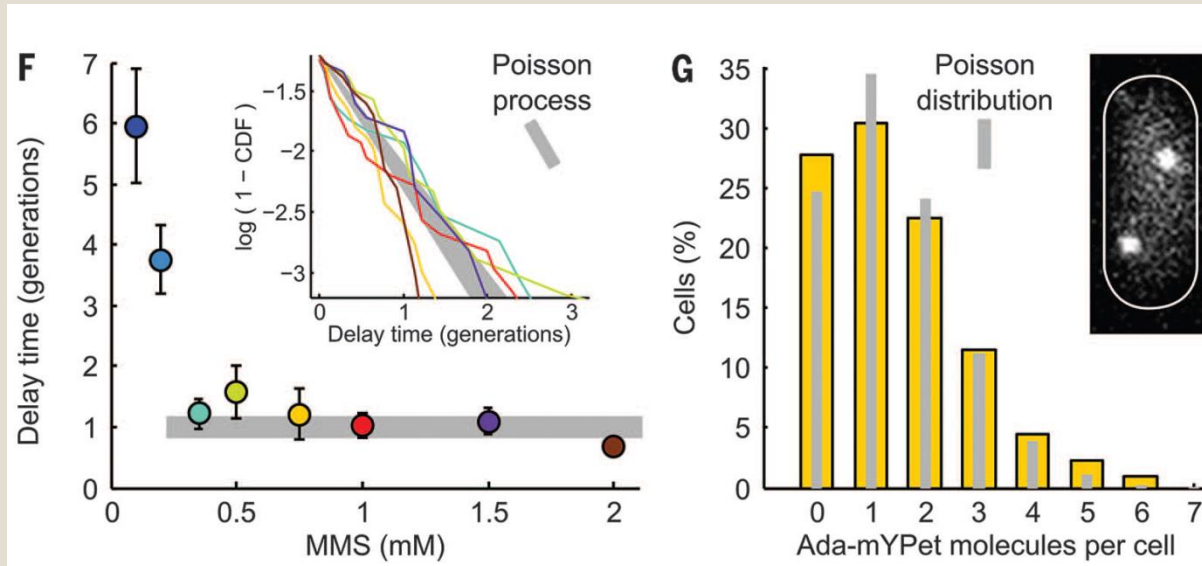 F
7
6
5
4
3
2
1
0
Delay time (generations)
0
0.5
1
1.5
2
MMS (mM)
−1.5
−2
−2.5
−3
log ( 1 − CDF)
0
1
2
3
Delay time (generations)
Poisson
process
G
35
30
25
20
15
10
5
0
Cells (%)
Poisson
distribution
0 1 2 3 4 5 6 7
Ada-mYPet molecules per cell